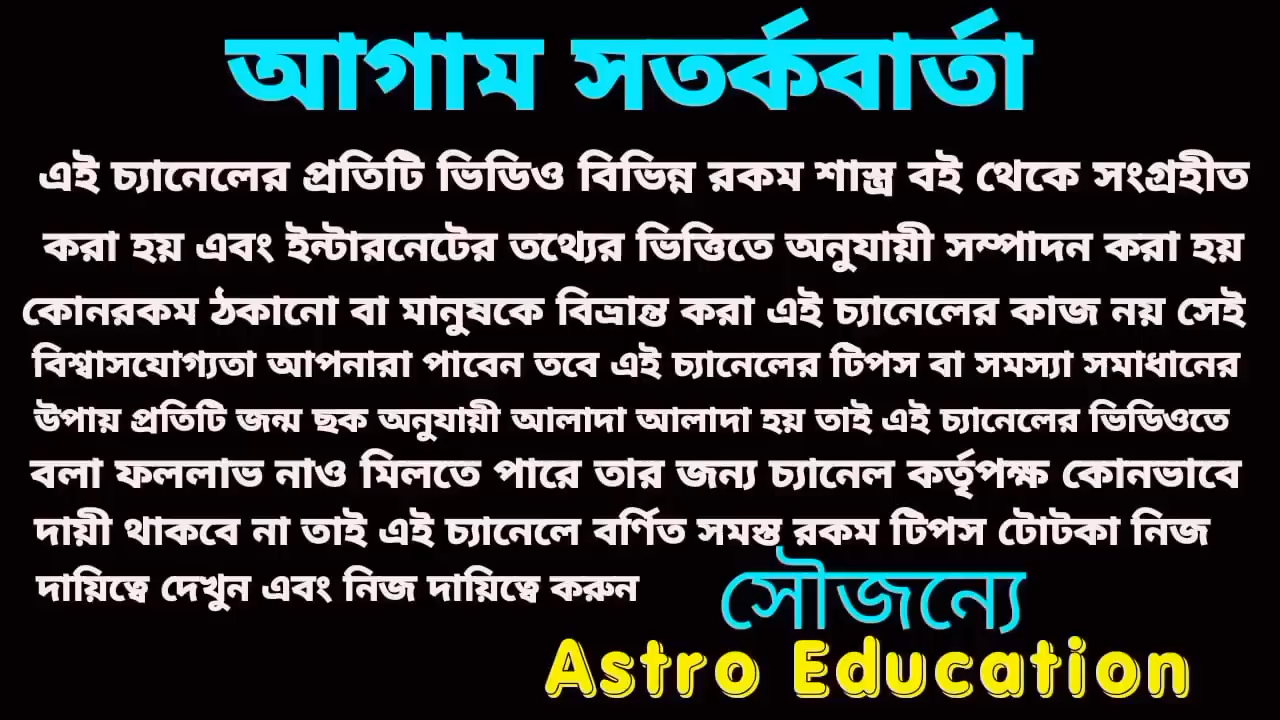 আগাম সতর্কবার্তা
এই চ্যানেলের প্রতিটি ভিডিও বিভিন্ন রকম শাস্ত্র বই থেকে সংগ্রহীত
করা হয় এবং ইন্টারনেটের তথ্যের ভিত্তিতে অনুযায়ী সম্পাদন করা হয়
কোনরকম ঠকানো বা মানুষকে বিভ্রান্ত করা এই চ্যানেলের কাজ নয় সেই
বিশ্বাসযোগ্যতা আপনারা পাবেন তবে এই চ্যানেলের টিপস বা সমস্যা সমাধানের
উপায় প্রতিটি জন্ম ছক অনুযায়ী আলাদা আলাদা হয় তাই এই চ্যানেলের ভিডিওতে
বলা ফললাভ নাও মিলতে পারে তার জন্য চ্যানেল কর্তৃপক্ষ কোনভাবে
দায়ী থাকবে না তাই এই চ্যানেলে বর্ণিত সমস্ত রকম টিপস টোটকা নিজ
দায়িত্বে দেখুন এবং নিজ দায়িত্বে করুন
সৌজন্যে
Astro Education